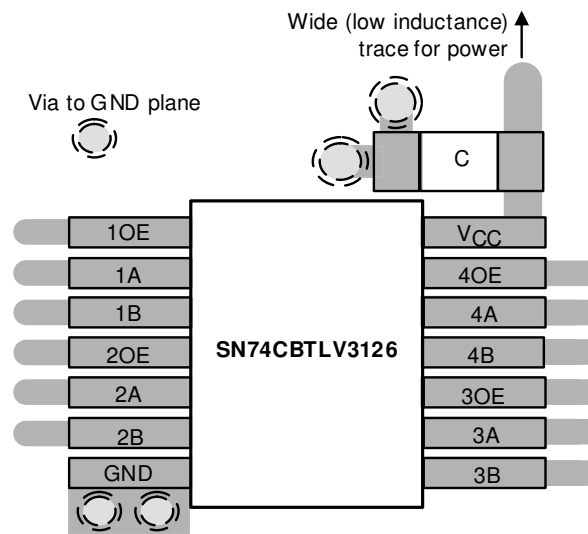 Wide (low inductance)
trace for power
Via to GND plane
C
1OE
1A
1B
2OE
2A
2B
GND
SN74CBTLV3126
VCC
4OE
4A
4B
3OE
3A
3B